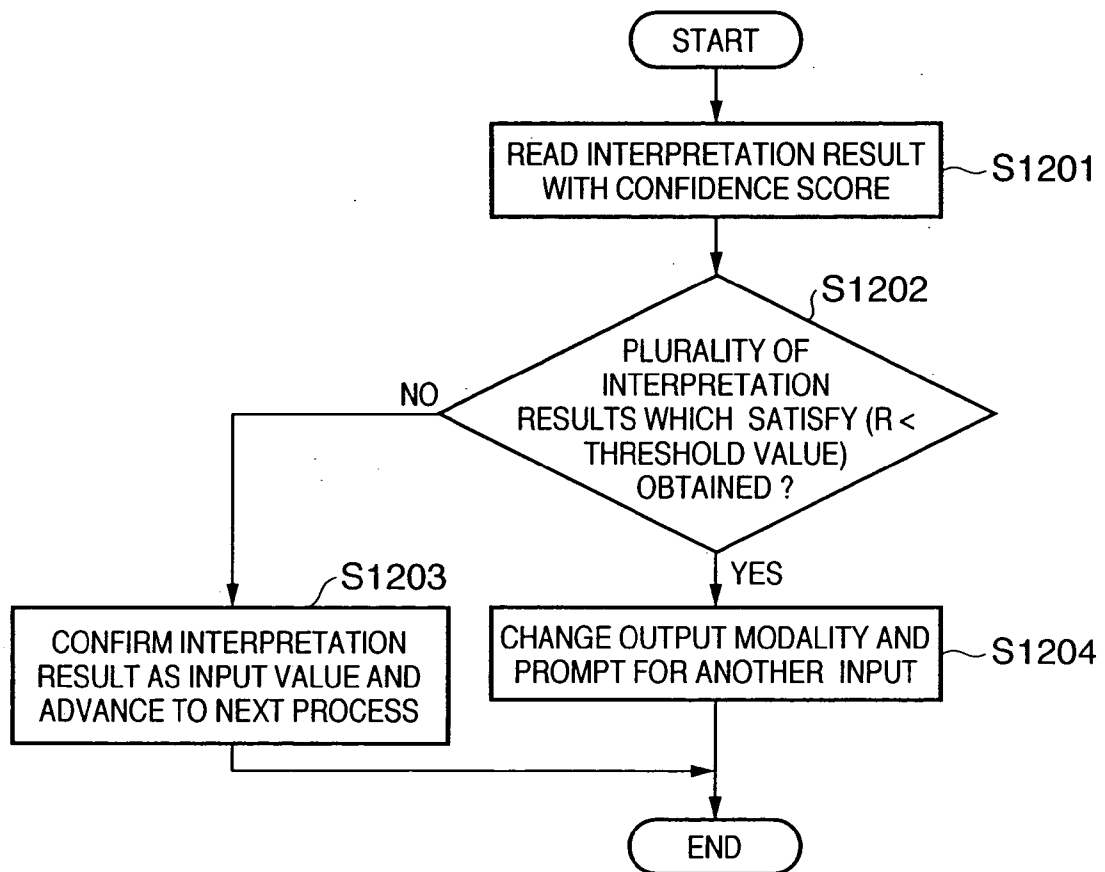 START
READ INTERPRETATION RESULT
WITH CONFIDENCE SCORE
S1201
S1202
PLURALITY OF
INTERPRETATION
RESULTS WHICH SATISFY (R <
THRESHOLD VALUE)
OBTAINED ?
NO
YES
S1203
CONFIRM INTERPRETATION
RESULT AS INPUT VALUE AND
ADVANCE TO NEXT PROCESS
CHANGE OUTPUT MODALITY AND
PROMPT FOR ANOTHER INPUT
S1204
END